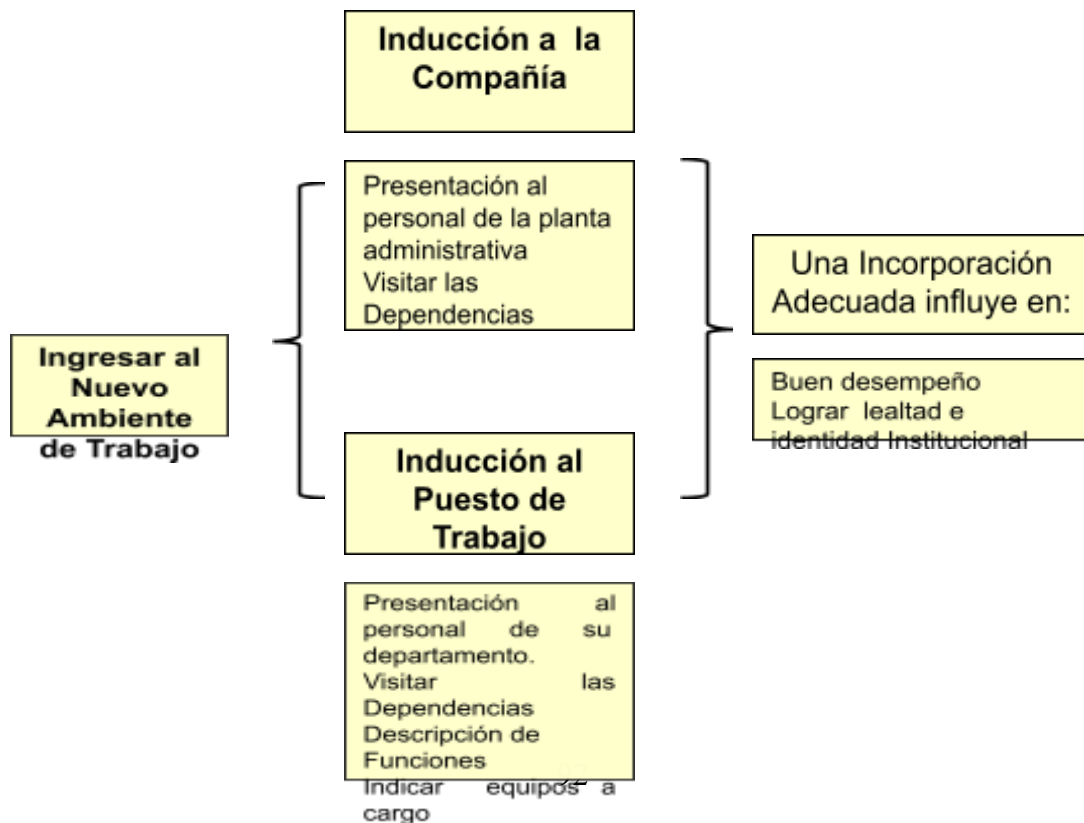 Inducción a la
Compañía
Presentación al
personal de la planta
administrativa
Visitar las
Dependencias
Ingresar al
Nuevo
Ambiente
de Trabajo
Inducción al
Puesto de
Trabajo
Presentación al
personal de su
departamento.
Visitar las
Dependencias
Descripción de
Funciones
Indicar equipos a
cargo
Una Incorporación
Adecuada influye en:
Buen desempeño
Lograr lealtad e
identidad Institucional